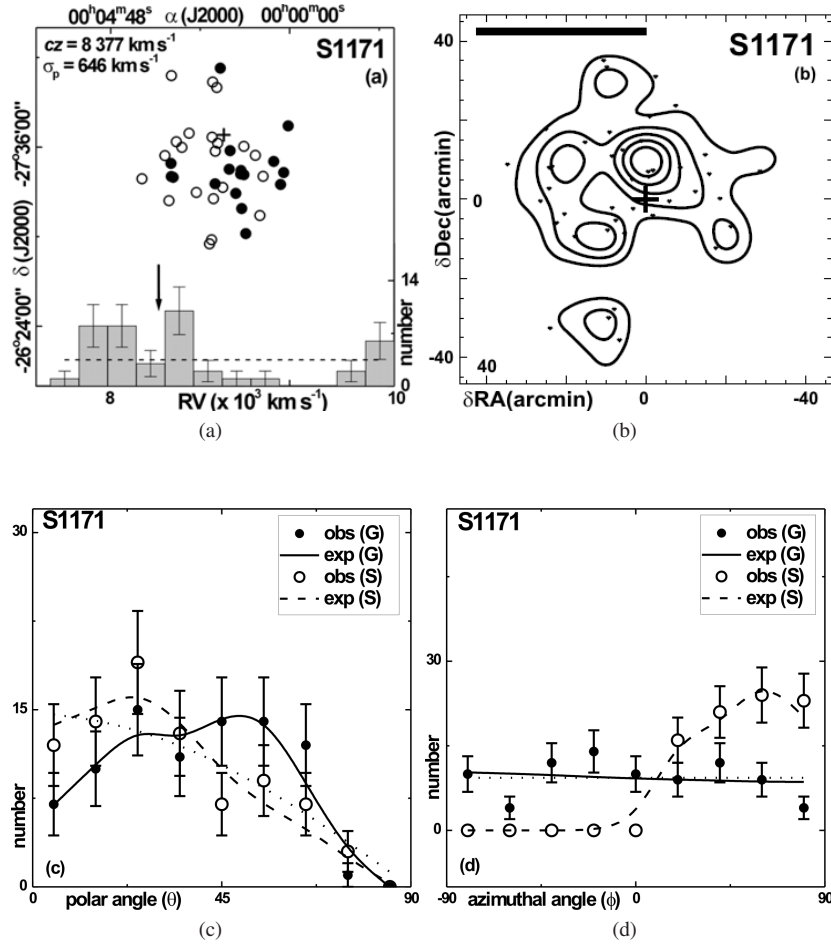 00h04m48s α (J2000) 00h00m00s
cz = 8 377 km s-1
S1171
σp = 646 km s-1
(a)
-27°36'00"
δ (J2000)
-26°24'00"
14
number
0
8
RV (x 10³ km s-1)
10
(a)
40
S1171
(b)
δDec(arcmin)
0
-40
40
δRA(arcmin)
0
-40
(b)
S1171
30
obs (G)
exp (G)
obs (S)
exp (S)
15
number
0
(c)
0
polar angle (θ)
45
90
(c)
S1171
obs (G)
exp (G)
obs (S)
exp (S)
30
number
0
(d)
-90
azimuthal angle (ϕ)
0
90
(d)